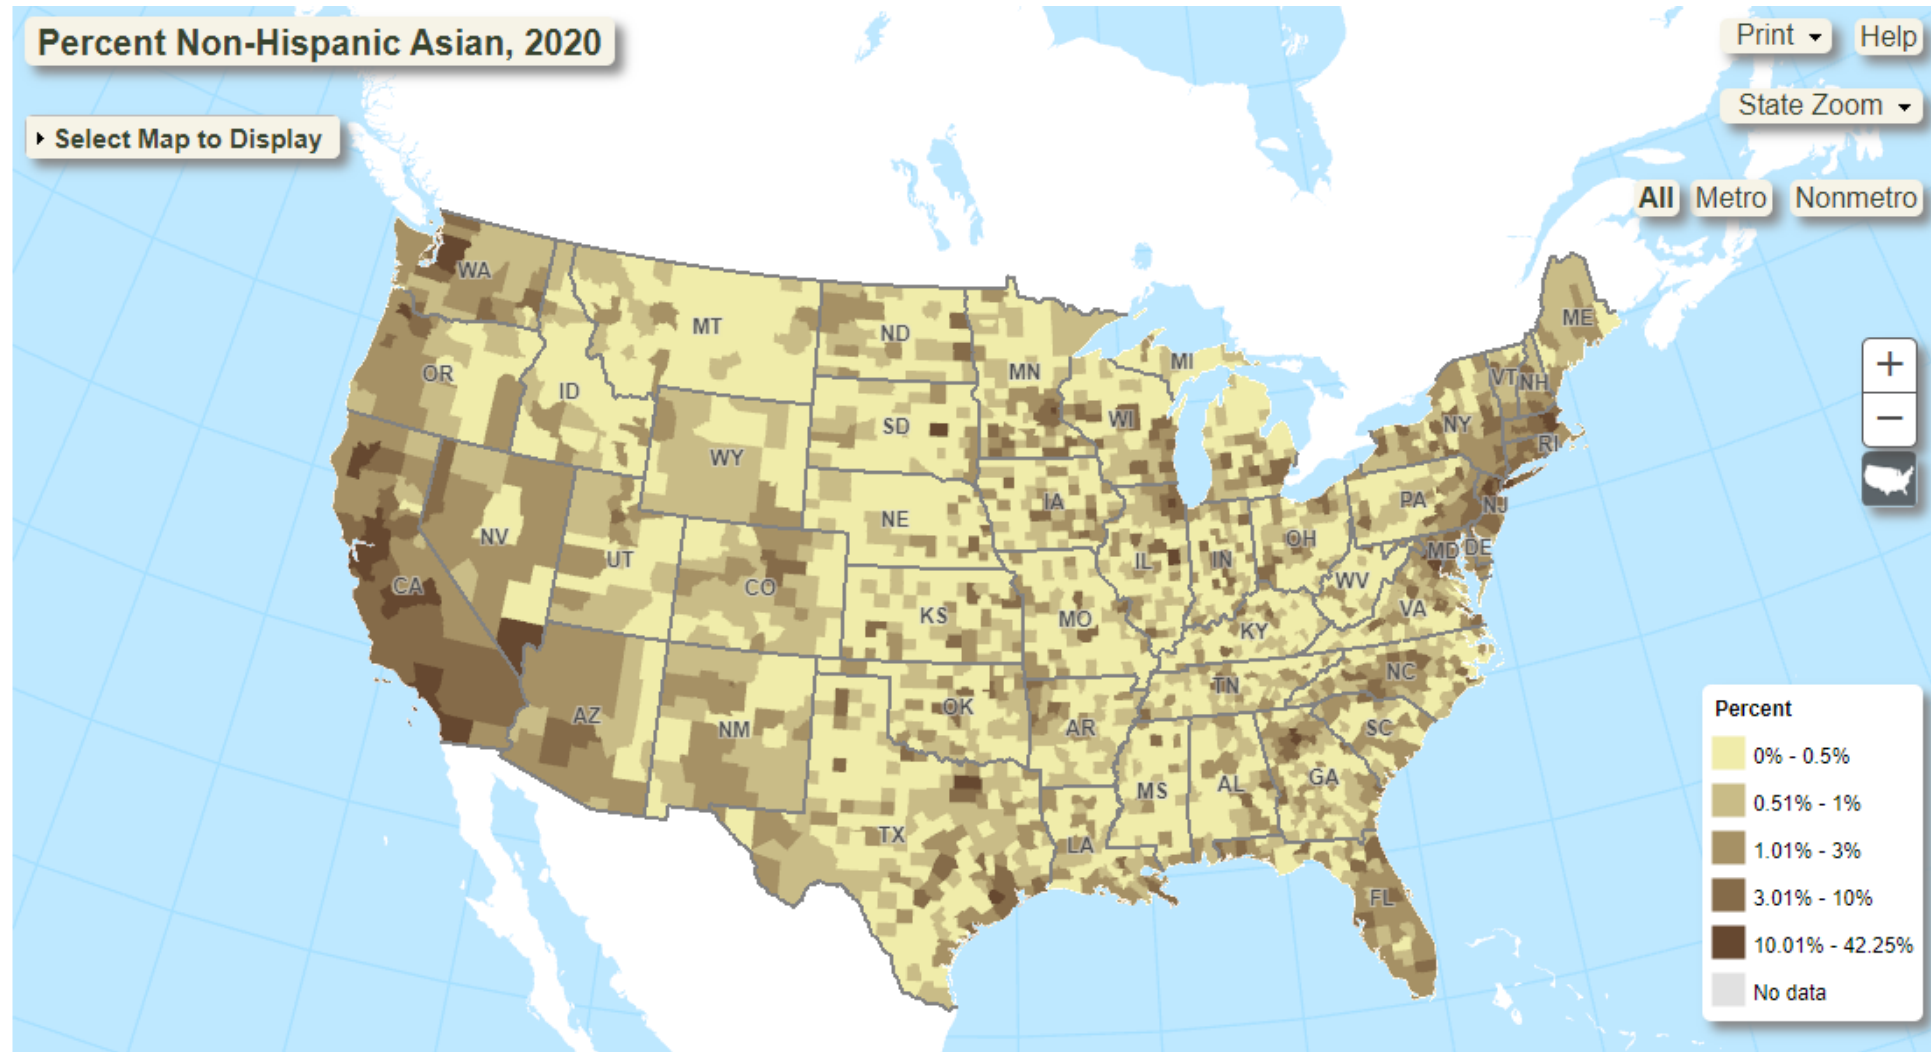 Percent Non-Hispanic Asian, 2020
Print
Help
Select Map to Display
State Zoom
All
Metro
Nonmetro
WA
MT
ND
MN
MI
ME
VT
NH
OR
ID
SD
WI
NY
RI
WY
IA
PA
NJ
NV
NE
IL
IN
OH
MD
DE
UT
CO
WV
CA
KS
MO
KY
VA
AZ
NM
OK
AR
TN
NC
SC
TX
LA
MS
AL
GA
FL
+
−
Percent
0% - 0.5%
0.51% - 1%
1.01% - 3%
3.01% - 10%
10.01% - 42.25%
No data